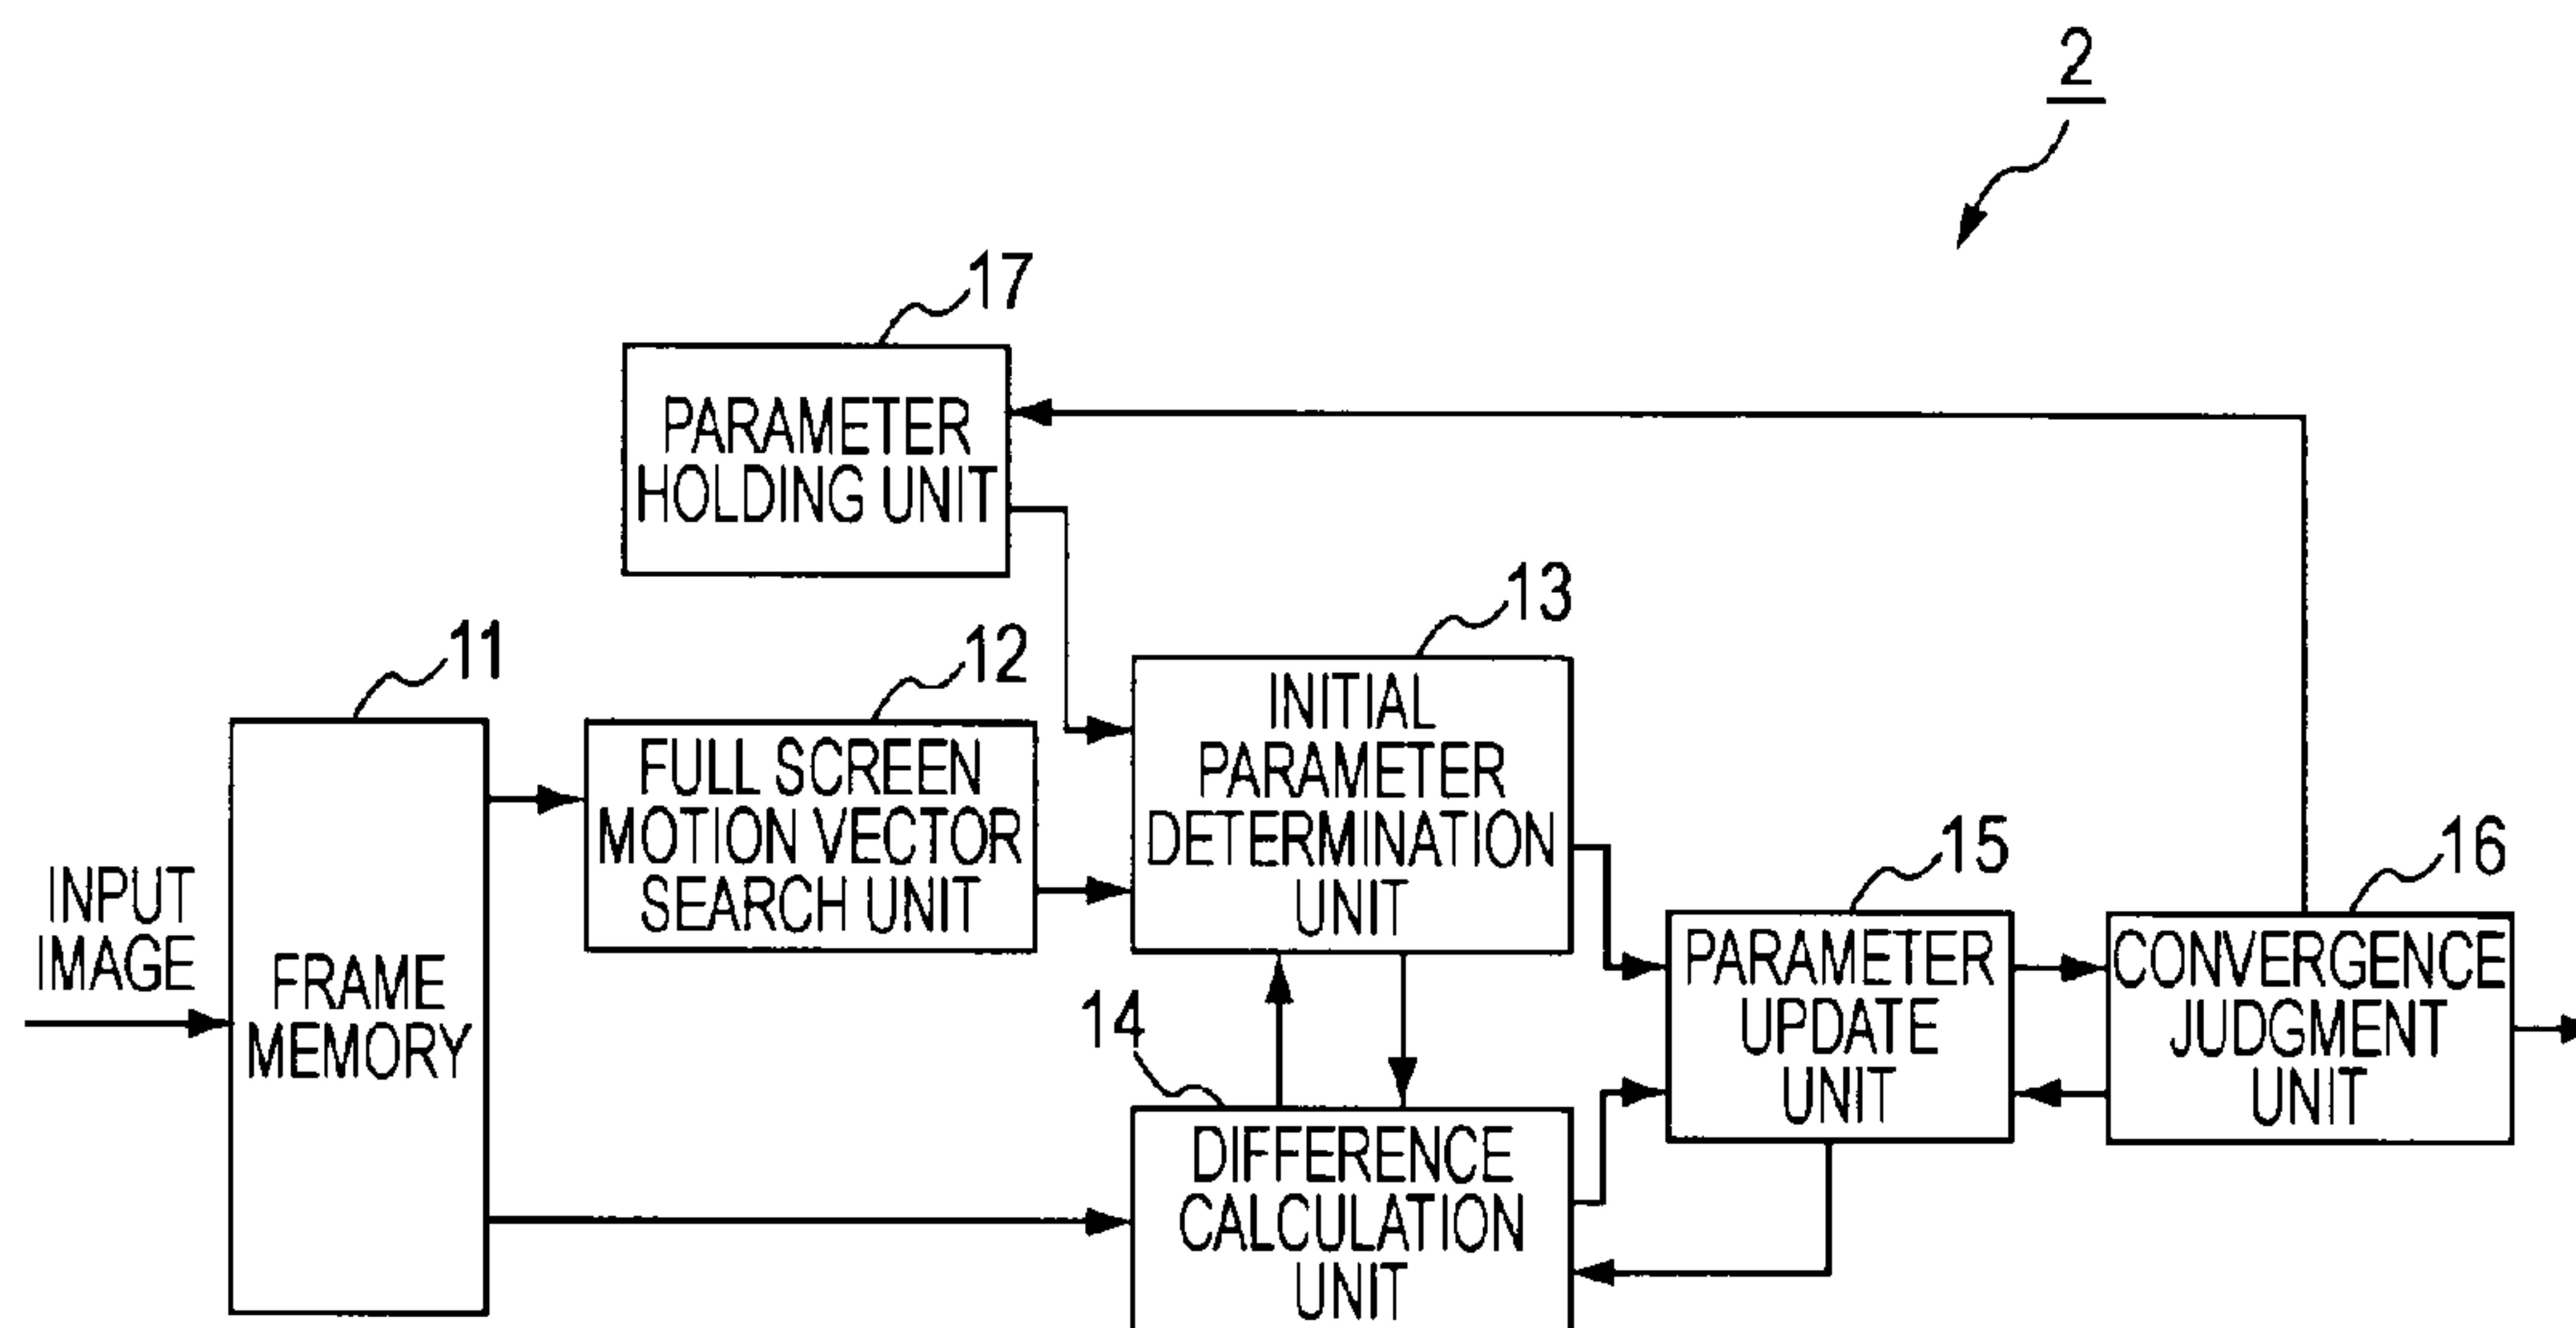 2
17
PARAMETER
HOLDING UNIT
11
12
13
FULL SCREEN
MOTION VECTOR
SEARCH UNIT
INITIAL
PARAMETER
DETERMINATION
UNIT
INPUT
IMAGE
FRAME
MEMORY
14
15
16
PARAMETER
UPDATE
UNIT
CONVERGENCE
JUDGMENT
UNIT
DIFFERENCE
CALCULATION
UNIT